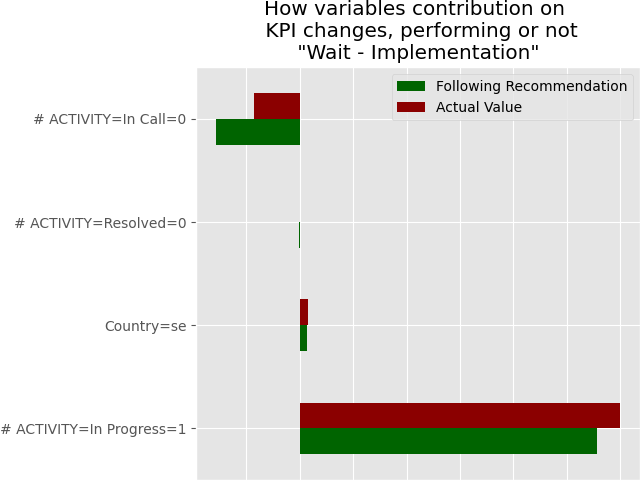 How variables contribution on
KPI changes, performing or not
"Wait - Implementation"
Following Recommendation
Actual Value
# ACTIVITY=In Call=0
# ACTIVITY=Resolved=0
Country=se
# ACTIVITY=In Progress=1